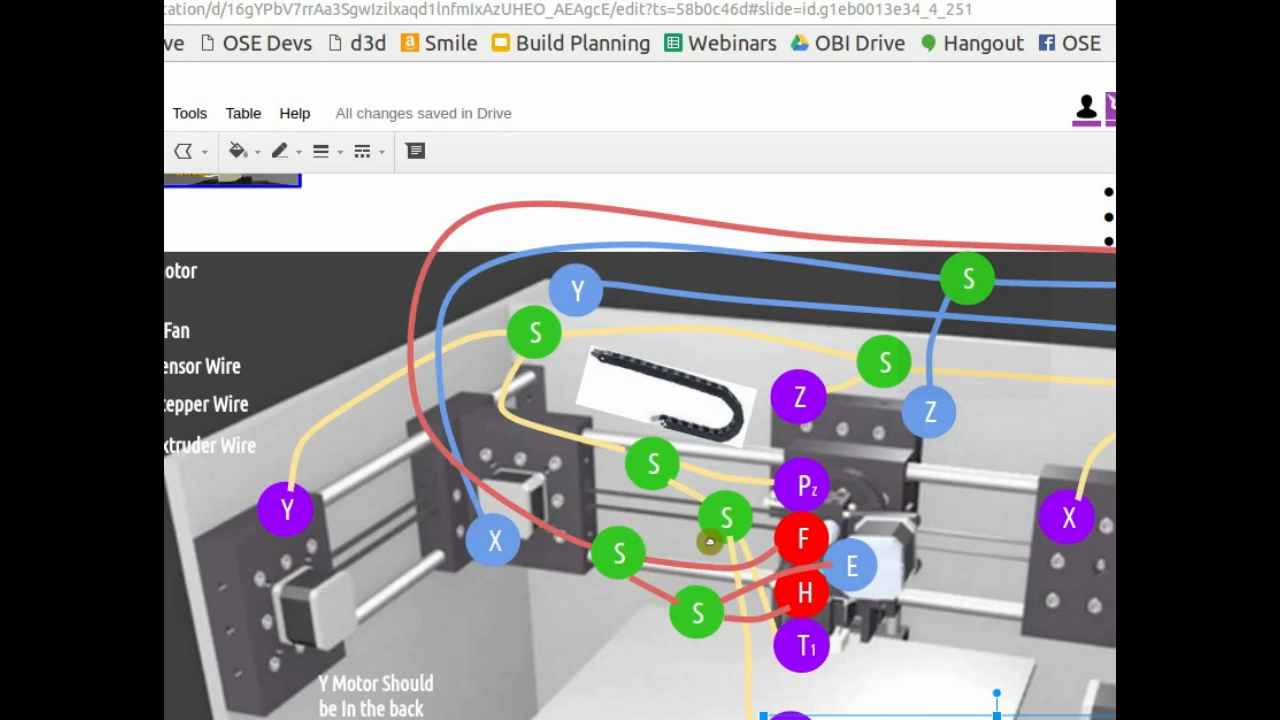 cation/d/16gYPbV7rrAa3SgwIzilxaqd1lnfmIxAzUHEO_AEAgcE/edit?ts=58b0c46d#slide=id.g1eb0013e34_4_251
ve OSE Devs d3d Smile Build Planning Webinars OBI Drive Hangout OSE
Tools Table Help All changes saved in Drive
otor
Fan
ensor Wire
tepper Wire
xtruder Wire
Y
S
S
S
Z
Z
S
Pz
Y
S
X
F
X
S
E
H
S
T1
Y Motor Should
be In the back